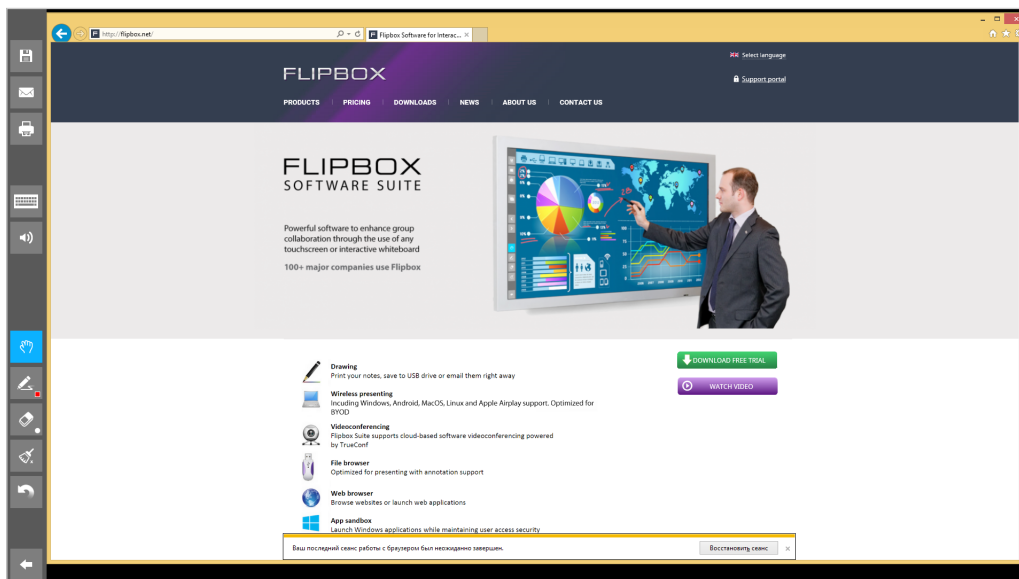 http://flipbox.net/
Flipbox Software for Interac...
Select language
FLIPBOX
Support portal
PRODUCTS PRICING DOWNLOADS NEWS ABOUT US CONTACT US
FLIPBOX
SOFTWARE SUITE
Powerful software to enhance group
collaboration through the use of any
touchscreen or interactive whiteboard
100+ major companies use Flipbox
DOWNLOAD FREE TRIAL
WATCH VIDEO
Drawing
Print your notes, save to USB drive or email them right away
Wireless presenting
Incuding Windows, Android, MacOS, Linux and Apple Airplay support, Optimized for
BYOD
Videoconferencing
Flipbox Suite supports cloud-based software videoconferencing powered
by TrueConf
File browser
Optimized for presenting with annotation support
Web browser
Browse websites or launch web applications
App sandbox
Launch Windows applications while maintaining user access security
Ваш последний сеанс работы с браузером был неожиданно завершен.
Восстановить сеанс